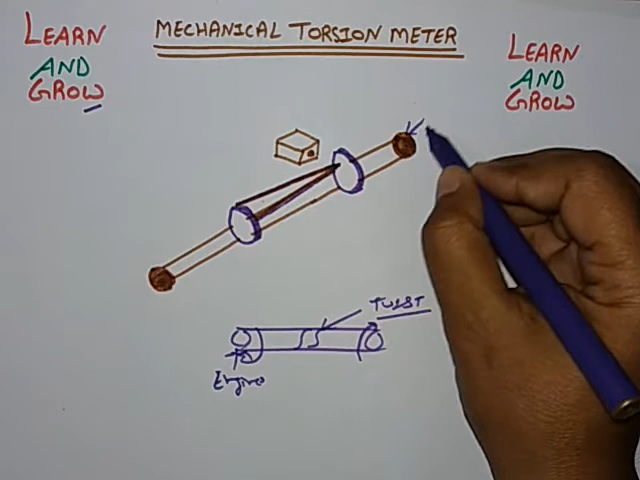 LEARN
AND
GROW
MECHANICAL TORSION METER
LEARN
AND
GROW
TWIST
Engine